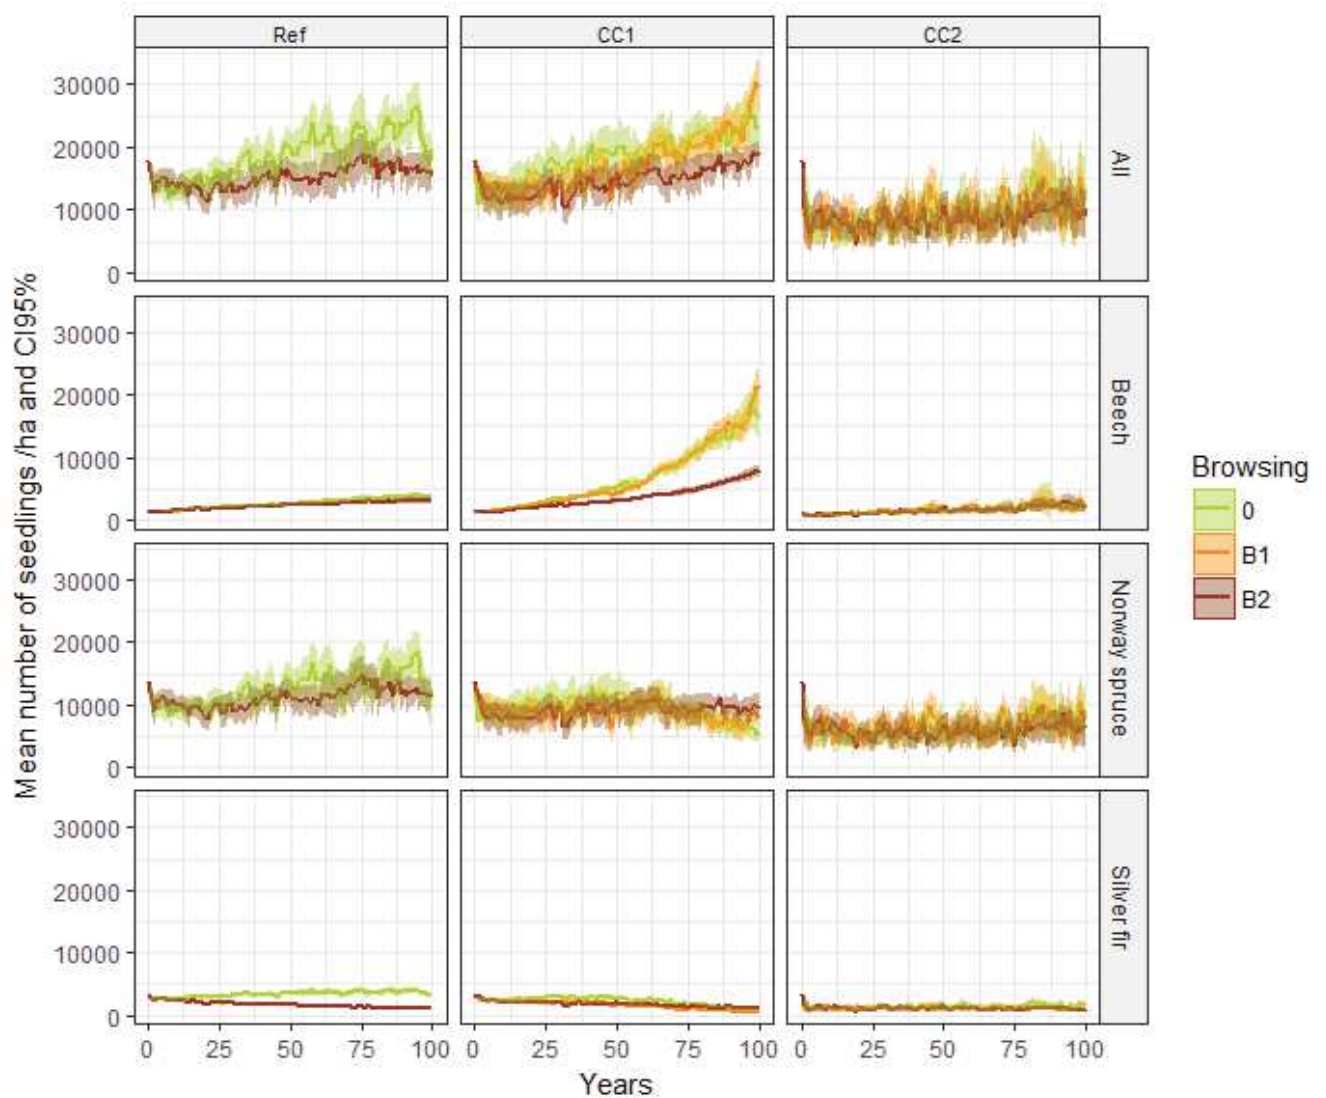 Ref CC1 CC2
30000
20000
10000
0
All
30000
20000
10000
0
Beech
30000
20000
10000
0
Norway spruce
30000
20000
10000
0
Silver fir
0 25 50 75 100 0 25 50 75 100 0 25 50 75 100
Years
Mean number of seedlings /ha and CI95%
Browsing
0
B1
B2